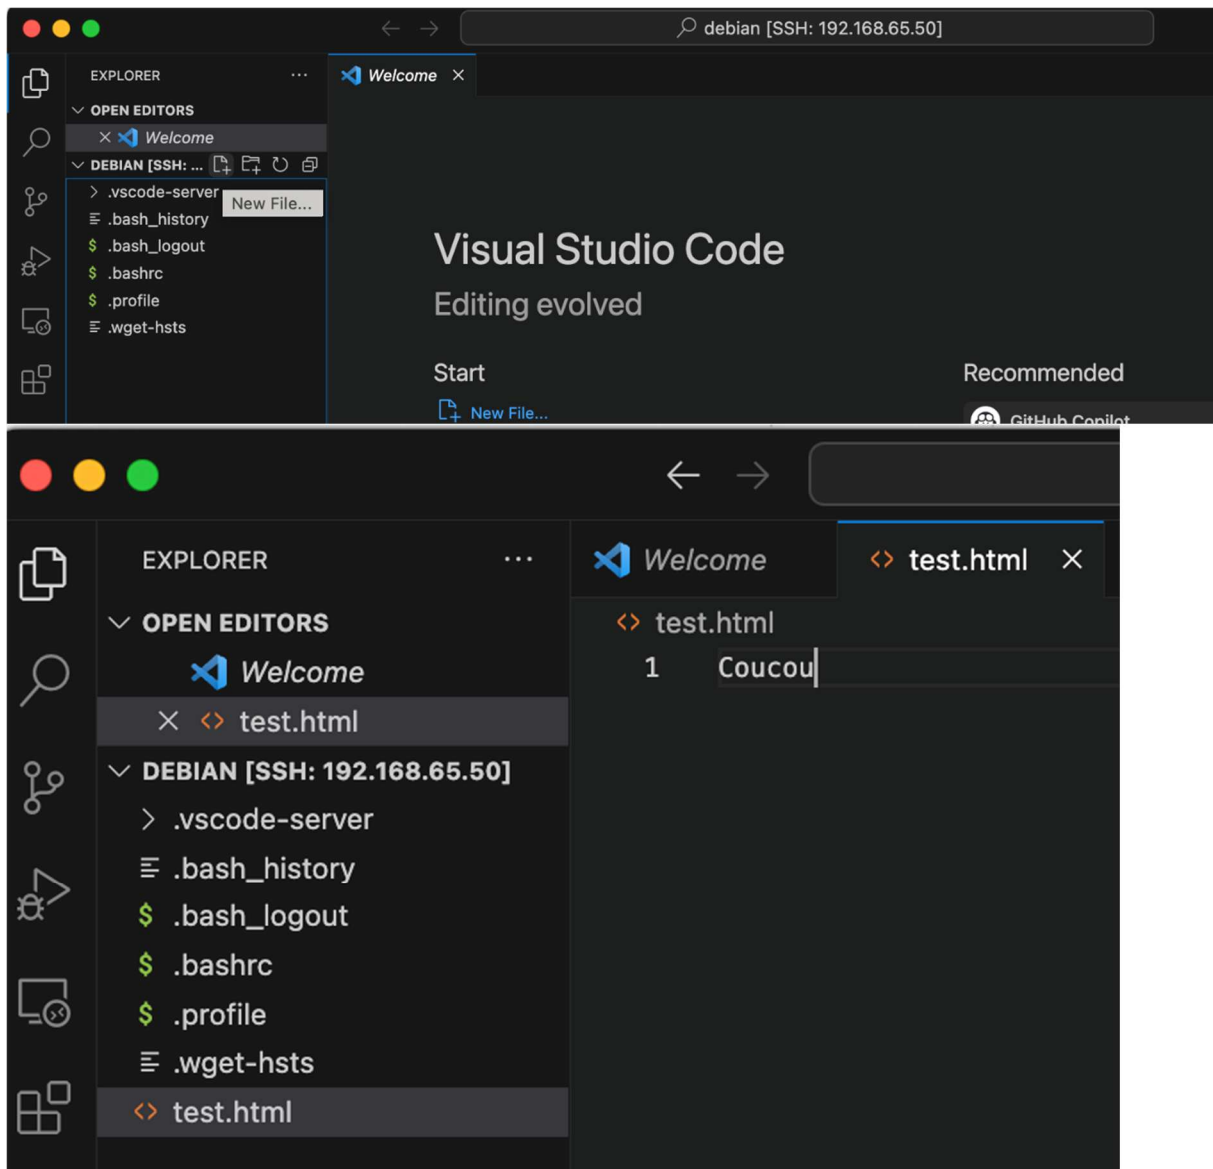 debian [SSH: 192.168.65.50]
EXPLORER
Welcome
OPEN EDITORS
Welcome
DEBIAN [SSH: ...
.vscode-server
New File...
.bash_history
.bash_logout
.bashrc
.profile
.wget-hsts
Visual Studio Code
Editing evolved
Start
Recommended
New File...
GitHub Copilot
EXPLORER
Welcome
test.html
OPEN EDITORS
test.html
Welcome
1 Coucou
test.html
DEBIAN [SSH: 192.168.65.50]
.vscode-server
.bash_history
.bash_logout
.bashrc
.profile
.wget-hsts
test.html